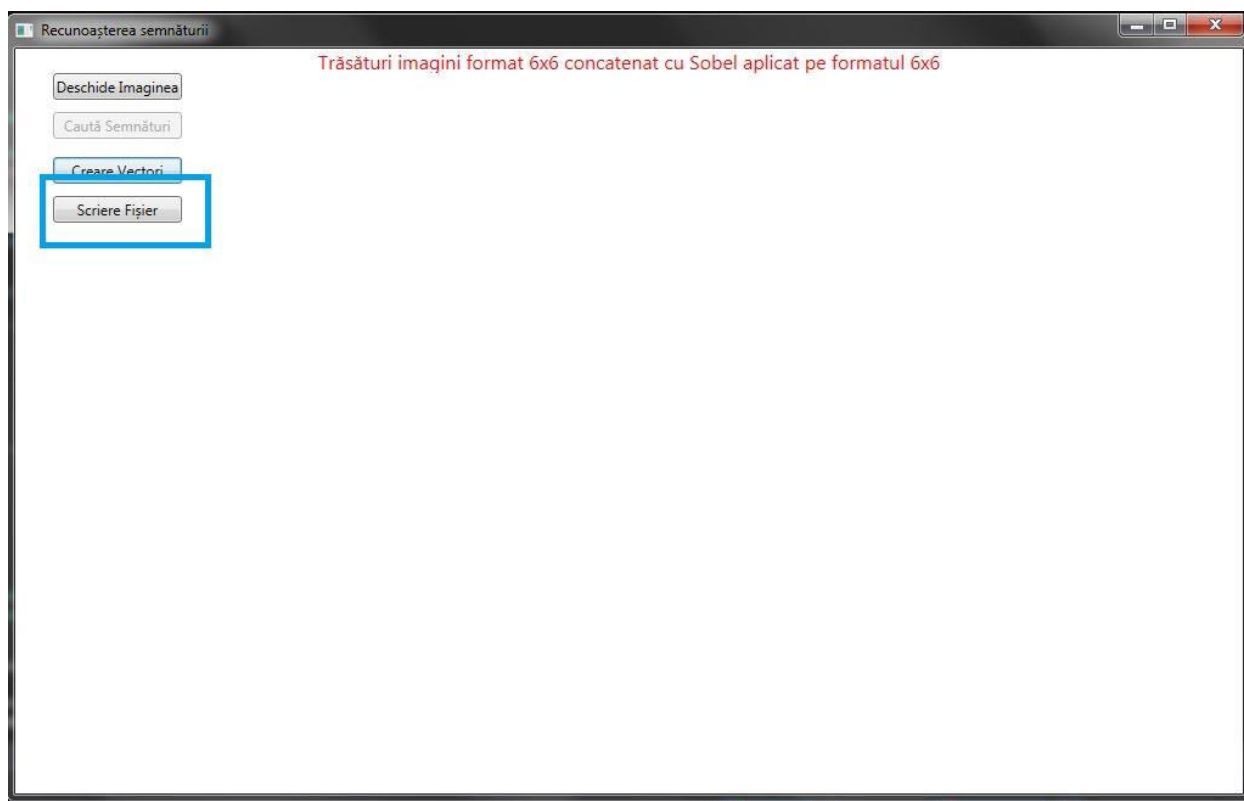 Recunoașterea semnăturii
Trăsături imagini format 6x6 concatenat cu Sobel aplicat pe formatul 6x6
Deschide Imaginea
Caută Semnături
Creare Vectori
Scriere Fișier